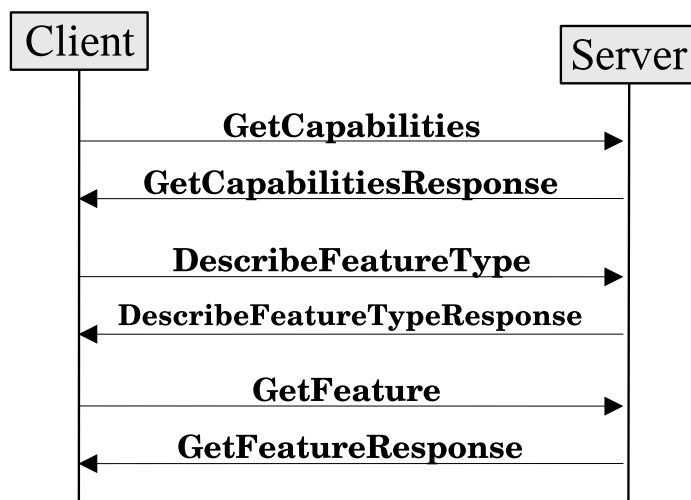 Client
Server
GetCapabilities
GetCapabilitiesResponse
DescribeFeatureType
DescribeFeatureTypeResponse
GetFeature
GetFeatureResponse